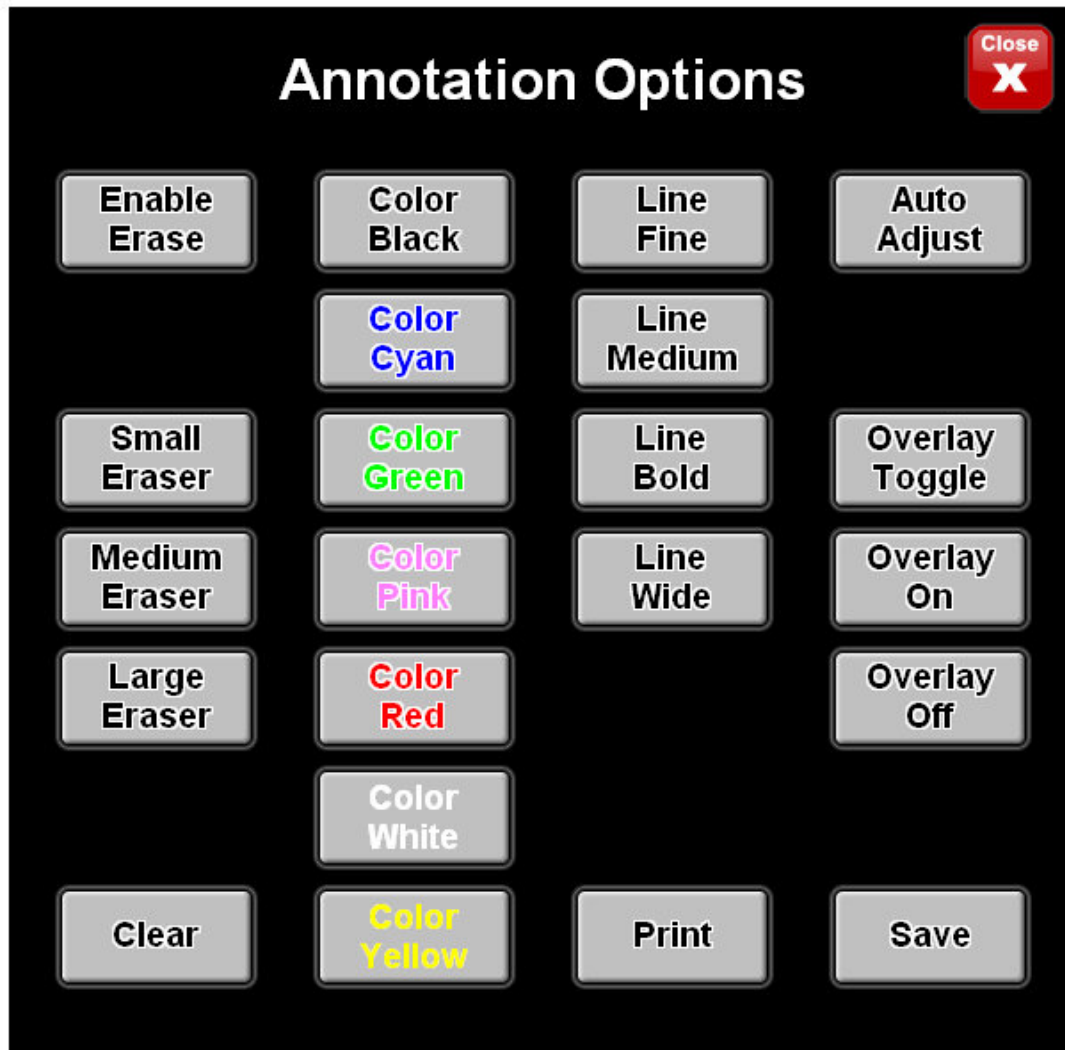 Close
X
Annotation Options
Enable
Erase
Color
Black
Line
Fine
Auto
Adjust
Color
Cyan
Line
Medium
Small
Eraser
Color
Green
Line
Bold
Overlay
Toggle
Medium
Eraser
Color
Pink
Line
Wide
Overlay
On
Large
Eraser
Color
Red
Overlay
Off
Color
White
Clear
Color
Yellow
Print
Save